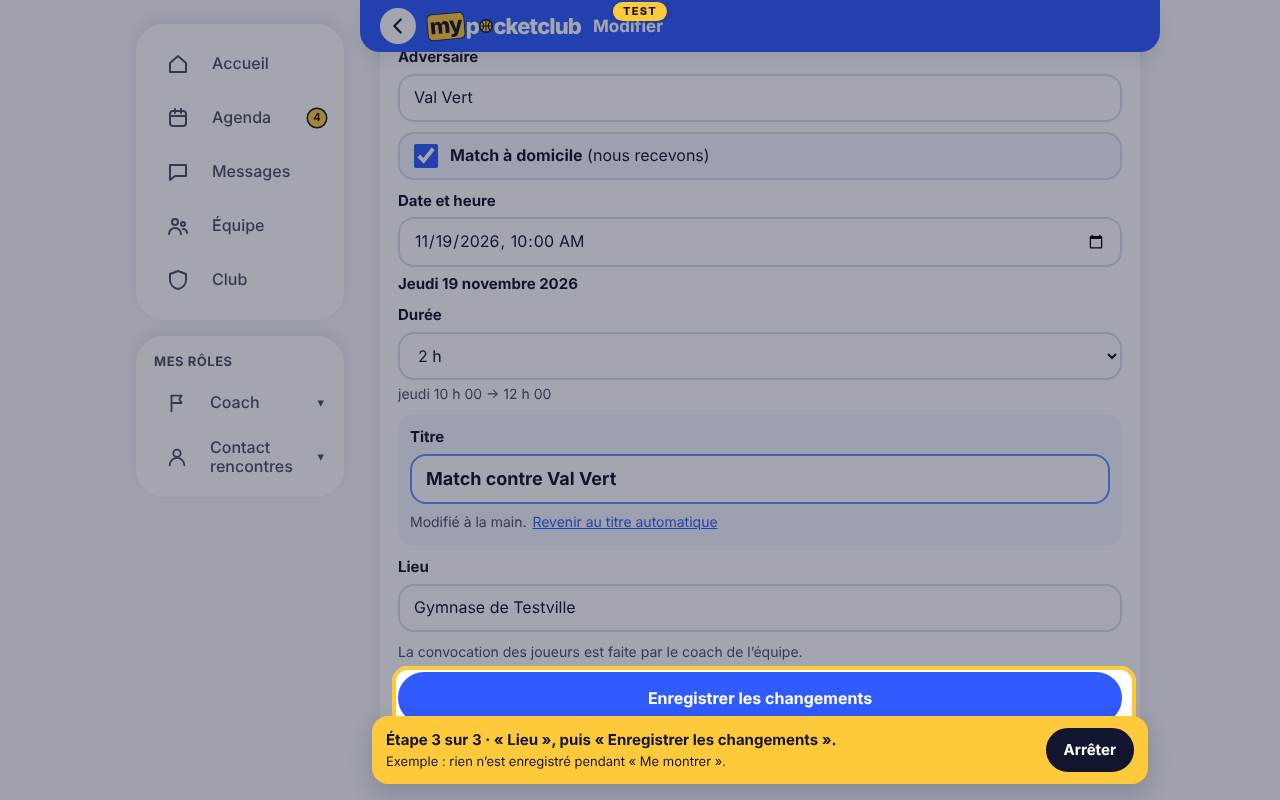 TEST
mypocketclub Modifier
Accueil
Agenda 4
Messages
Équipe
Club
MES RÔLES
Coach ▾
Contact
rencontres ▾
Adversaire
Val Vert
Match à domicile (nous recevons)
Date et heure
11/19/2026, 10:00 AM
Jeudi 19 novembre 2026
Durée
2 h
jeudi 10 h 00 → 12 h 00
Titre
Match contre Val Vert
Modifié à la main. Revenir au titre automatique
Lieu
Gymnase de Testville
La convocation des joueurs est faite par le coach de l’équipe.
Enregistrer les changements
Étape 3 sur 3 · « Lieu », puis « Enregistrer les changements ».
Exemple : rien n’est enregistré pendant « Me montrer ».
Arrêter